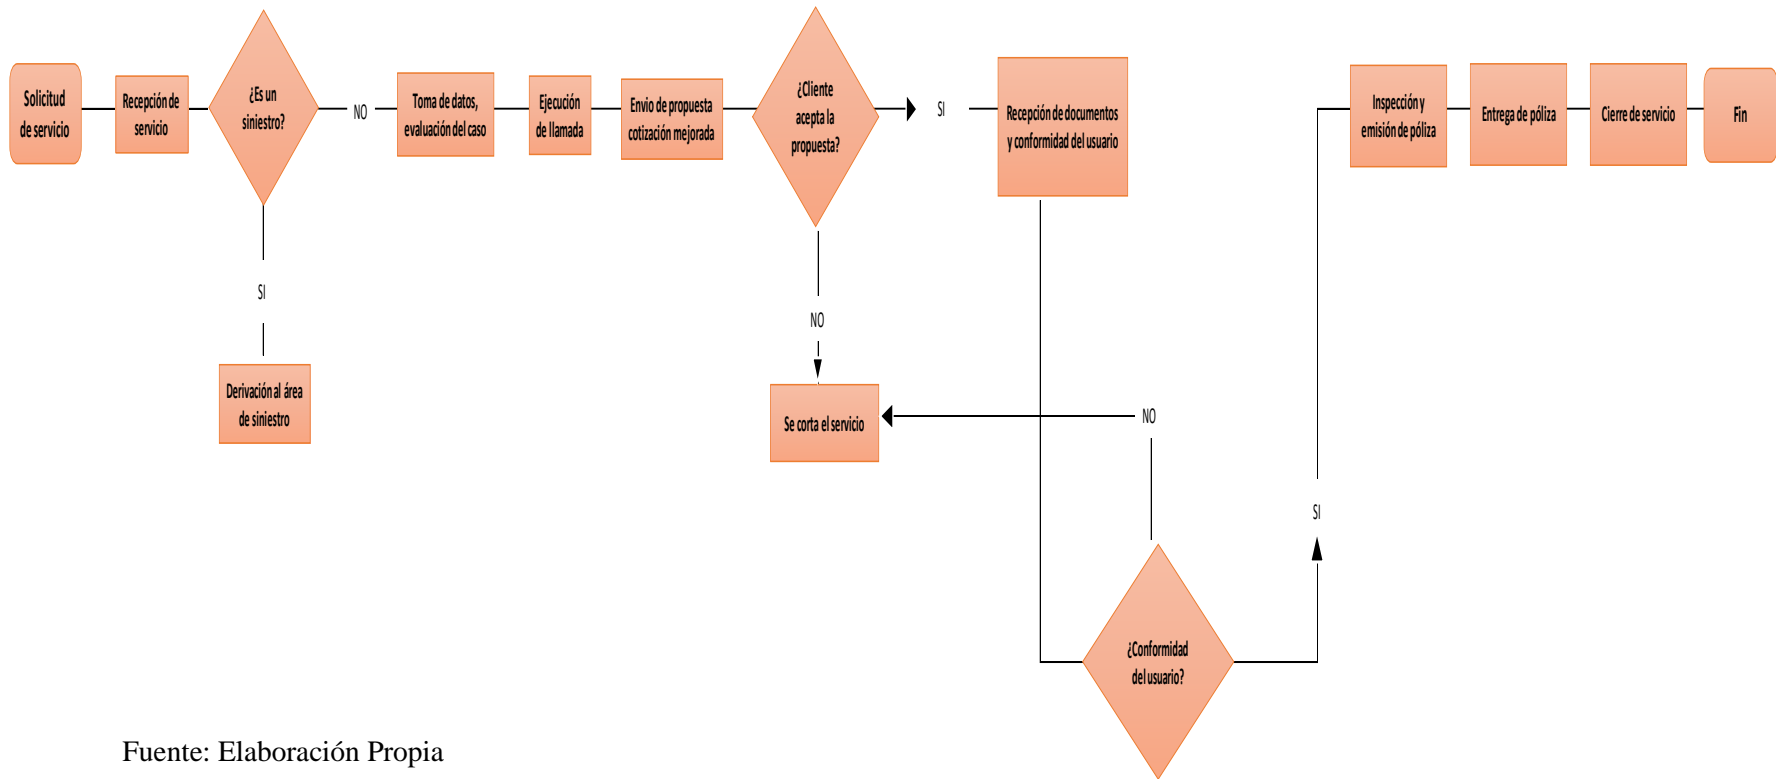 Solicitud
de servicio
Recepción de
servicio
¿Es un
siniestro?
NO
SI
Derivación al área
de siniestro
Toma de datos,
evaluación del caso
Ejecución
de llamada
Envio de propuesta
cotización mejorada
¿Cliente
acepta la
propuesta?
SI
NO
Se corta el servicio
Recepción de documentos
y conformidad del usuario
NO
¿Conformidad
del usuario?
SI
Inspección y
emisión de póliza
Entrega de póliza
Cierre de servicio
Fin
Fuente: Elaboración Propia